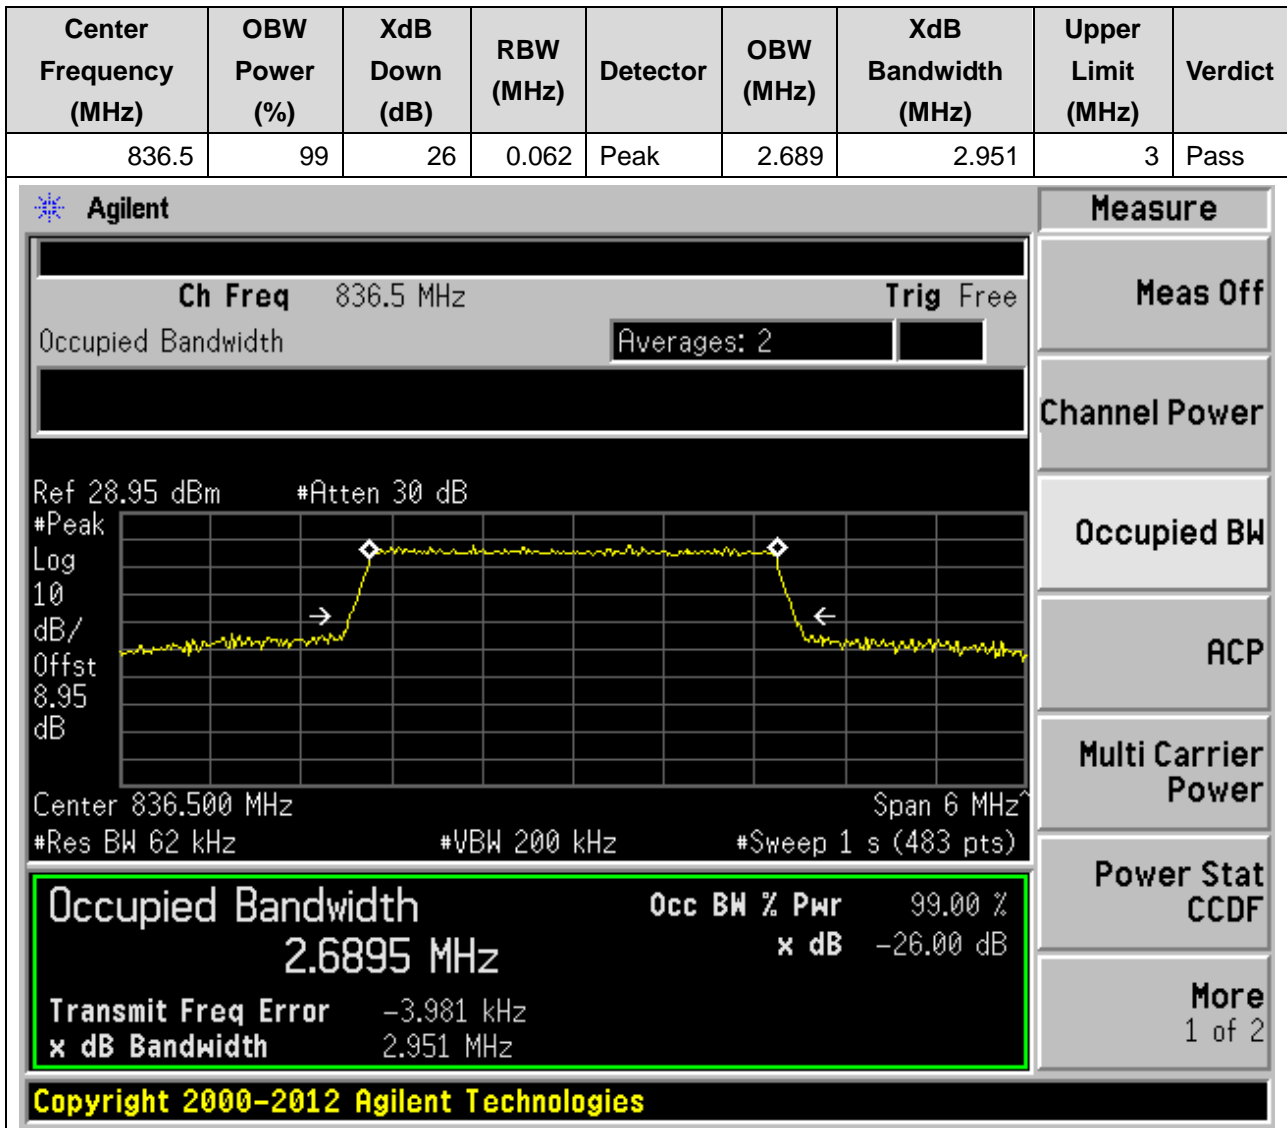 Center Frequency (MHz) OBW Power (%) XdB Down (dB) RBW (MHz) Detector OBW (MHz) XdB Bandwidth (MHz) Upper Limit (MHz) Verdict
836.5 99 26 0.062 Peak 2.689 2.951 3 Pass
Agilent
Measure
Ch Freq 836.5 MHz Trig Free
Meas Off
Occupied Bandwidth Averages: 2
Channel Power
Ref 28.95 dBm #Atten 30 dB
#Peak
Log
10
dB/
Offst
8.95
dB
Occupied BW
ACP
Multi Carrier
Power
Center 836.500 MHz Span 6 MHz^
#Res BW 62 kHz #VBW 200 kHz #Sweep 1 s (483 pts)
Power Stat
CCDF
Occupied Bandwidth Occ BW % Pwr 99.00 %
2.6895 MHz x dB -26.00 dB
Transmit Freq Error -3.981 kHz
x dB Bandwidth 2.951 MHz
More
1 of 2
Copyright 2000-2012 Agilent Technologies